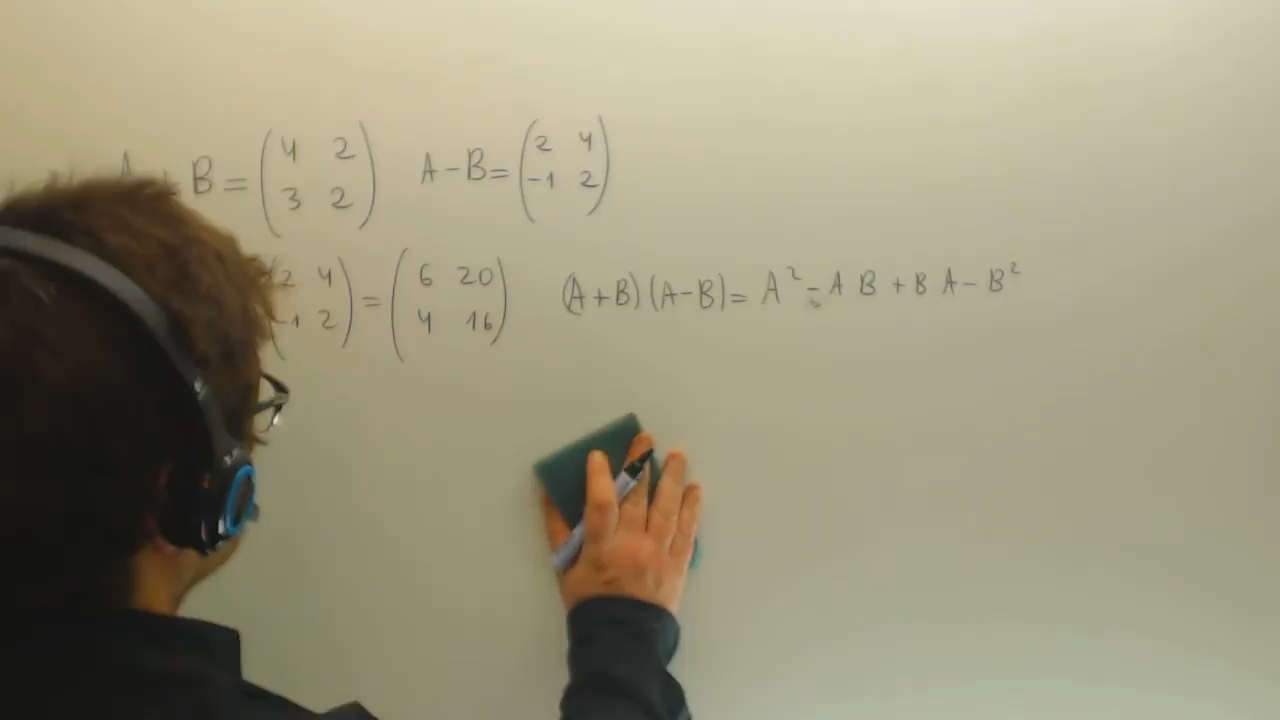 A + B = (4 2 3 2) A - B = (2 4 -1 2)
2 4 -1 2) = (6 20 4 16) (A + B) (A - B) = A² - A B + B A - B²